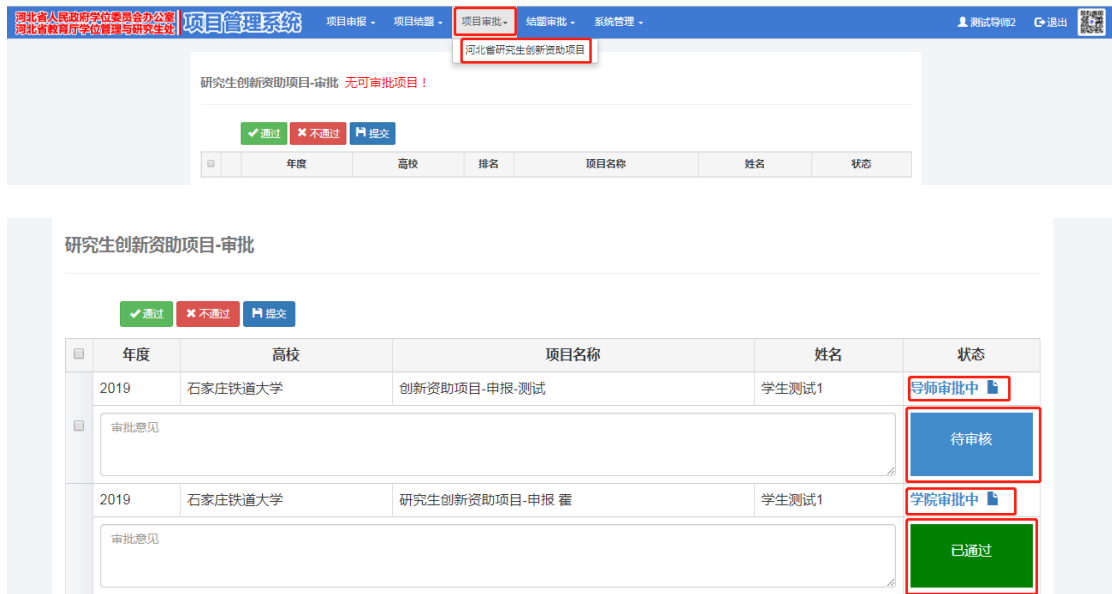 河北省人民政府学位委员会办公室
河北省教育厅学位管理与研究生处
项目管理系统 项目申报 项目结题 项目审批 结题审批 系统管理 测试导师2 退出
河北省研究生创新资助项目
研究生创新资助项目-审批 无可审批项目！
通过 不通过 提交
年度 高校 排名 项目名称 姓名 状态
研究生创新资助项目-审批
通过 不通过 提交
年度 高校 项目名称 姓名 状态
2019 石家庄铁道大学 创新资助项目-申报-测试 学生测试1 导师审批中
审批意见 待审核
2019 石家庄铁道大学 研究生创新资助项目-申报 霍 学生测试1 学院审批中
审批意见 已通过